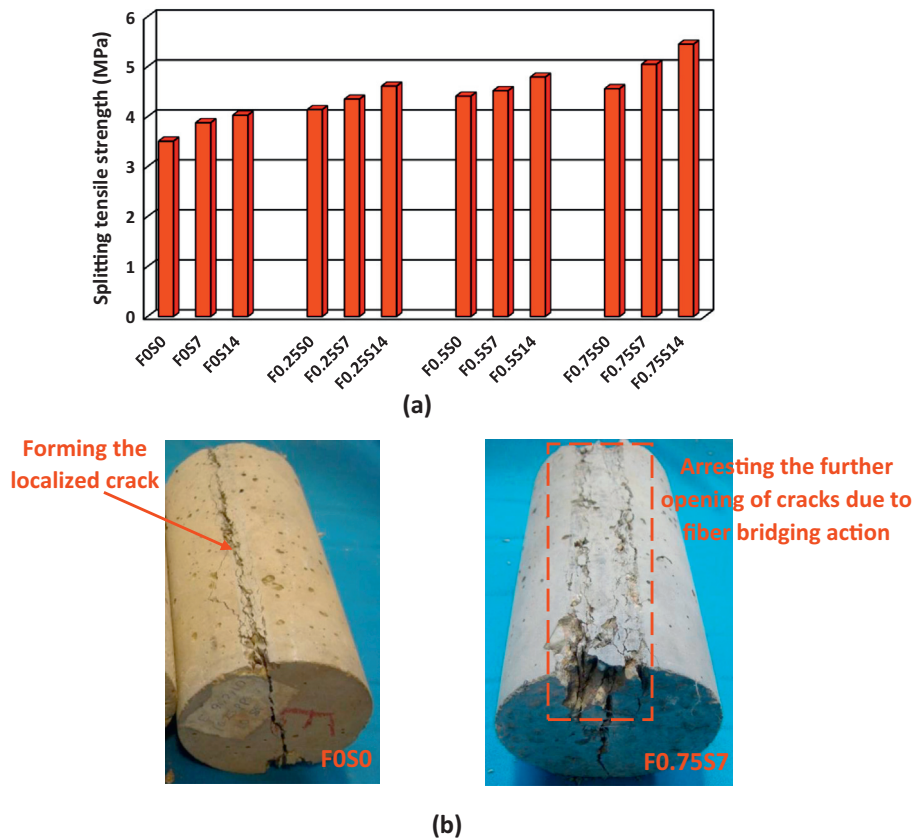 Splitting tensile strength (MPa)
6
5
4
3
2
1
0
F0S0
F0S7
F0S14
F0.25S0
F0.25S7
F0.25S14
F0.5S0
F0.5S7
F0.5S14
F0.75S0
F0.75S7
F0.75S14
(a)
Forming the
localized crack
F0S0
Arresting the further
opening of cracks due to
fiber bridging action
F0.75S7
(b)